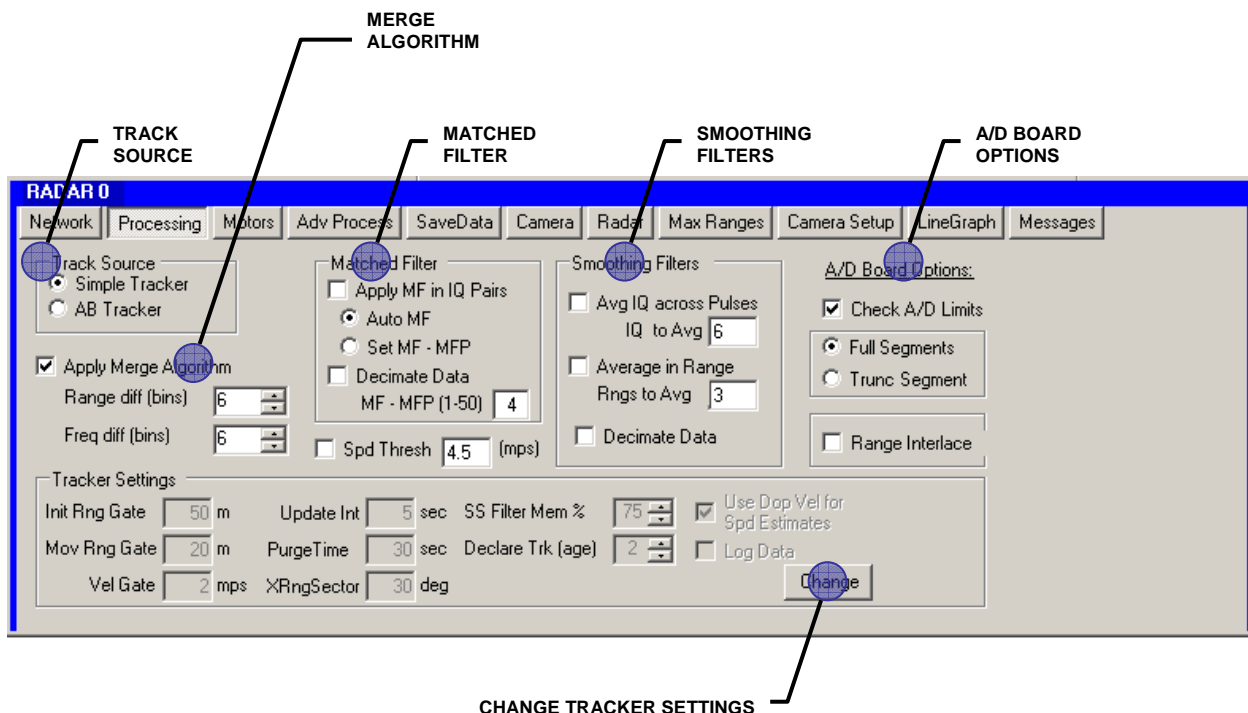 MERGE
ALGORITHM
TRACK
SOURCE
MATCHED
FILTER
SMOOTHING
FILTERS
A/D BOARD
OPTIONS
RADAR 0
Network Processing Motors Adv Process SaveData Camera Radar Max Ranges Camera Setup LineGraph Messages
Track Source
Simple Tracker
AB Tracker
Apply Merge Algorithm
Range diff (bins) 6
Freq diff (bins) 6
Matched Filter
Apply MF in IQ Pairs
Auto MF
Set MF - MFP
Decimate Data
MF - MFP (1-50) 4
Spd Thresh 4.5 (mps)
Smoothing Filters
Avg IQ across Pulses
IQ to Avg 6
Average in Range
Rngs to Avg 3
Decimate Data
A/D Board Options:
Check A/D Limits
Full Segments
Trunc Segment
Range Interlace
Tracker Settings
Init Rng Gate 50 m Update Int 5 sec SS Filter Mem % 75 Use Dop Vel for
Spd Estimates
Mov Rng Gate 20 m PurgeTime 30 sec Declare Trk (age) 2 Log Data
Vel Gate 2 mps XRngSector 30 deg Change
CHANGE TRACKER SETTINGS